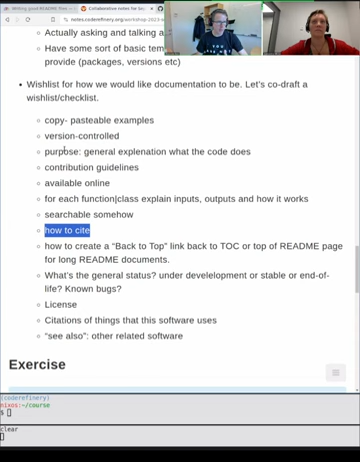 Writing good README files
Collaborative notes for
notes.coderefinery.org/workshop-2023-
Actually asking and talking a
Have some sort of basic tem
provide (packages, versions etc)
Wishlist for how we would like documentation to be. Let's co-draft a
wishlist/checklist.
copy- pasteable examples
version-controlled
purpose: general explenation what the code does
contribution guidelines
available online
for each function|class explain inputs, outputs and how it works
searchable somehow
how to cite
how to create a "Back to Top" link back to TOC or top of README page
for long README documents.
What's the general status? under develelopment or stable or end-of-
life? Known bugs?
License
Citations of things that this software uses
"see also": other related software
Exercise
(coderefinery)
nixos:~/course
$
clear